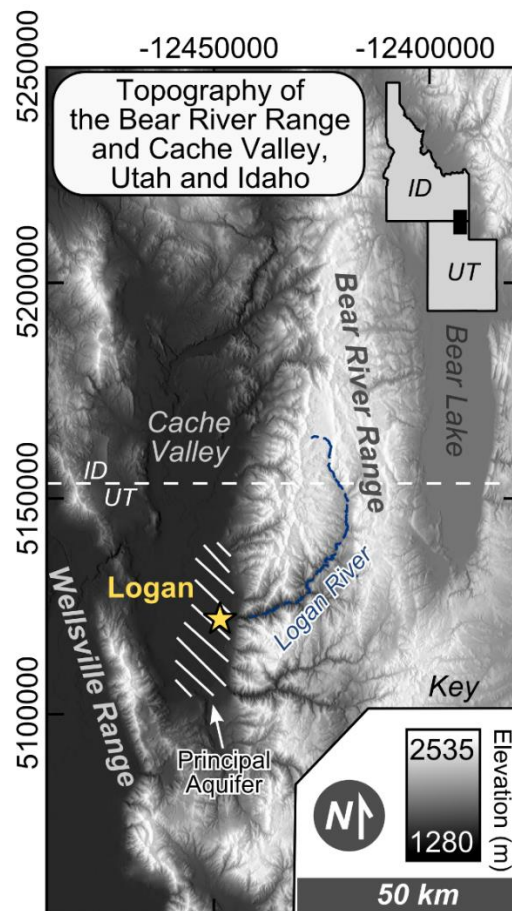 -12450000
-12400000
5250000
Topography of
the Bear River Range
and Cache Valley,
Utah and Idaho
ID
UT
5200000
Bear River Range
Bear Lake
Cache
Valley
ID
UT
5150000
Logan
Logan River
Wellsville Range
5100000
Principal
Aquifer
Key
N
2535
1280
Elevation (m)
50 km